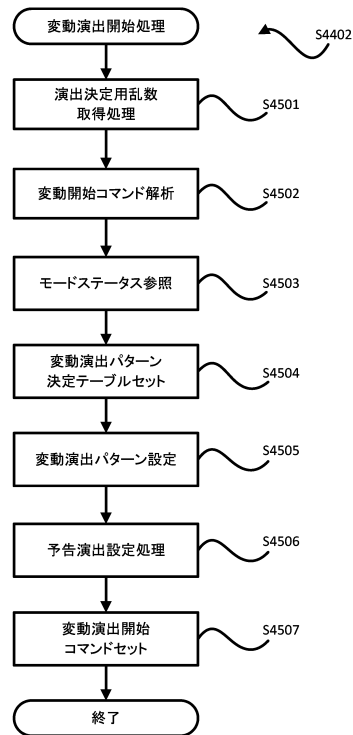 変動演出開始処理
S4402
演出決定用乱数
取得処理
S4501
変動開始コマンド解析
S4502
モードステータス参照
S4503
変動演出パターン
決定テーブルセット
S4504
変動演出パターン設定
S4505
予告演出設定処理
S4506
変動演出開始
コマンドセット
S4507
終了